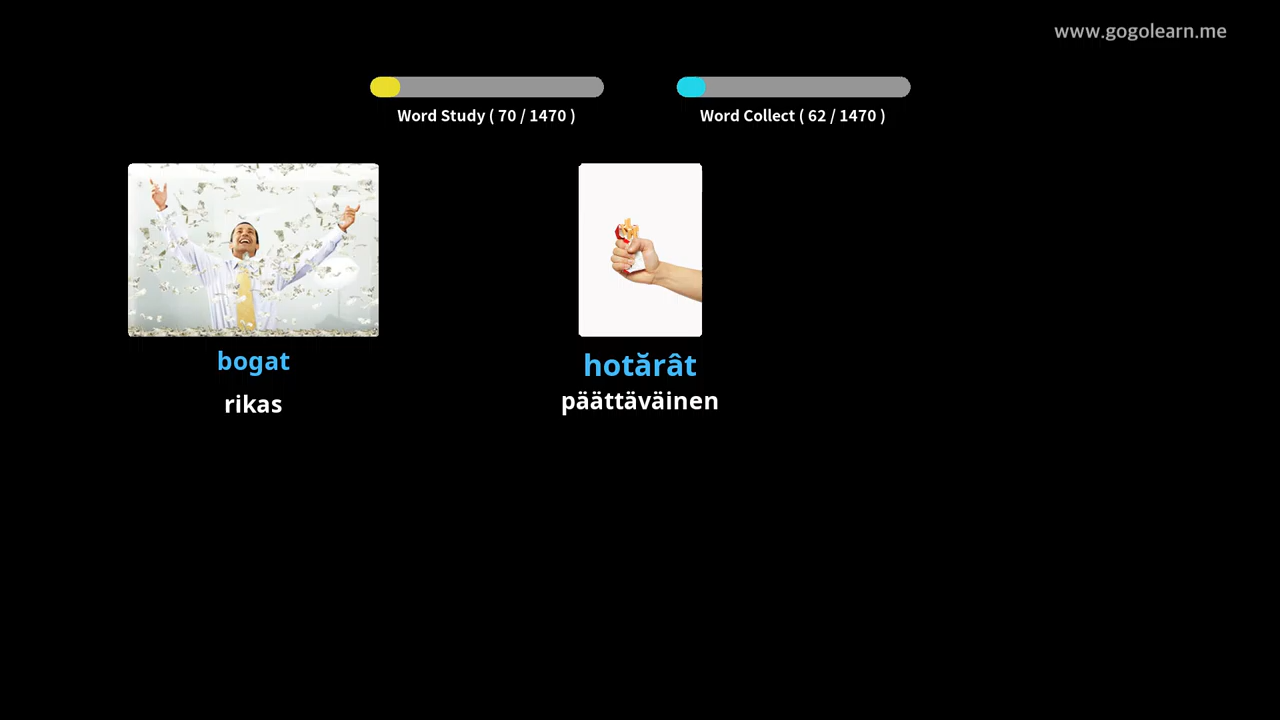 www.gogolearn.me
Word Study ( 70 / 1470 )
Word Collect ( 62 / 1470 )
bogat
rikas
hotărât
päättäväinen